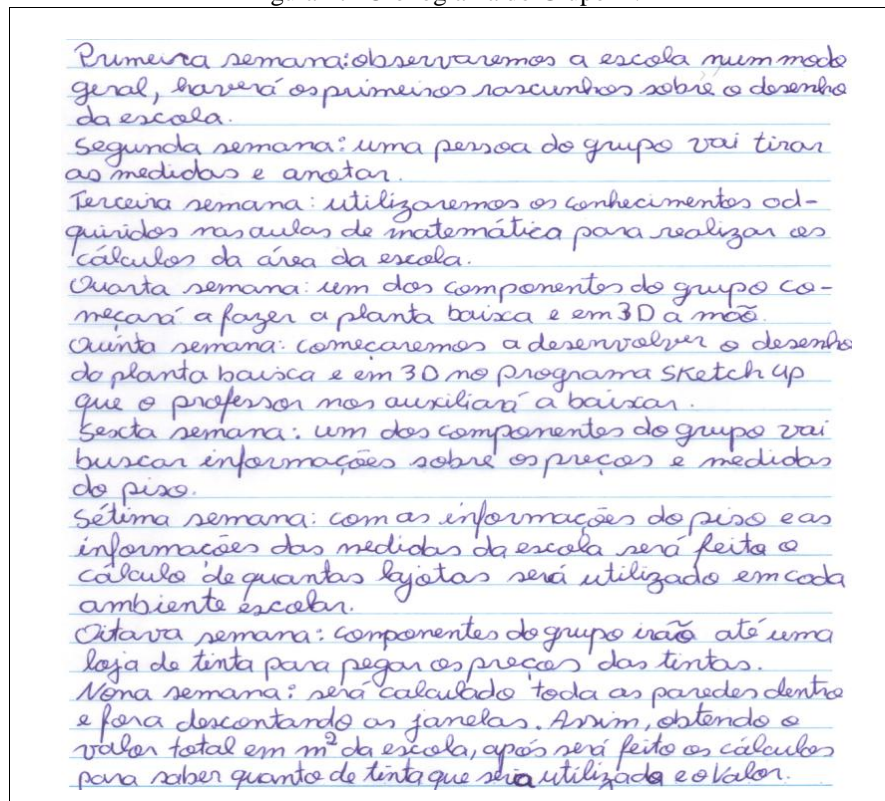 Primeira semana: observaremos a escola num modo
geral, haverá os primeiros rascunhos sobre o desenho
da escola.
Segunda semana: uma pessoa do grupo vai tirar
as medidas e anotar.
Terceira semana: utilizaremos os conhecimentos ad-
quiridos nas aulas de matemática para realizar os
cálculos da área da escola.
Quarta semana: um dos componentes do grupo co-
meçará a fazer a planta baixa e em 3D a mão.
Quinta semana: começaremos a desenvolver o desenho
do planta baixa e em 3D no programa Sketch up
que o professor nos auxiliará a baixar.
Sexta semana: um dos componentes do grupo vai
buscar informações sobre os preços e medidas
do piso.
Sétima semana: com as informações do piso e as
informações das medidas da escola será feito o
cálculo de quantas lajotas será utilizado em cada
ambiente escolar.
Oitava semana: componentes do grupo irão até uma
loja de tinta para pegar os preços das tintas.
Nona semana: será calculado toda as paredes dentro
e fora descontando as janelas. Assim, obtendo o
valor total em m² da escola, após será feito os cálculos
para saber quanto de tinta que seria utilizada e o valor.